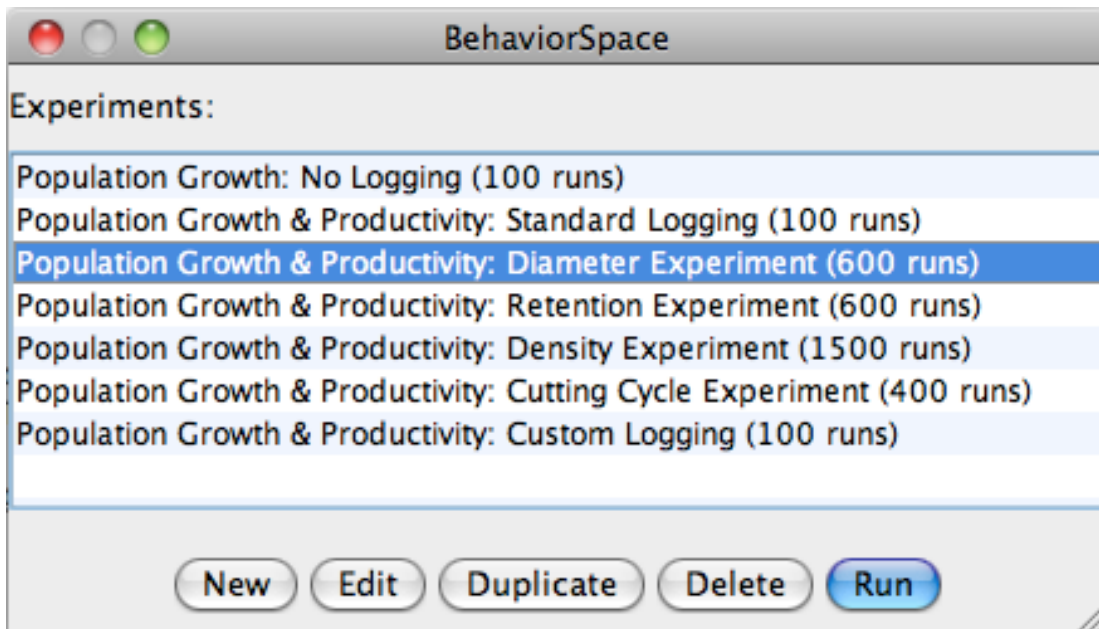 BehaviorSpace
Experiments:
Population Growth: No Logging (100 runs)
Population Growth & Productivity: Standard Logging (100 runs)
Population Growth & Productivity: Diameter Experiment (600 runs)
Population Growth & Productivity: Retention Experiment (600 runs)
Population Growth & Productivity: Density Experiment (1500 runs)
Population Growth & Productivity: Cutting Cycle Experiment (400 runs)
Population Growth & Productivity: Custom Logging (100 runs)
New Edit Duplicate Delete Run